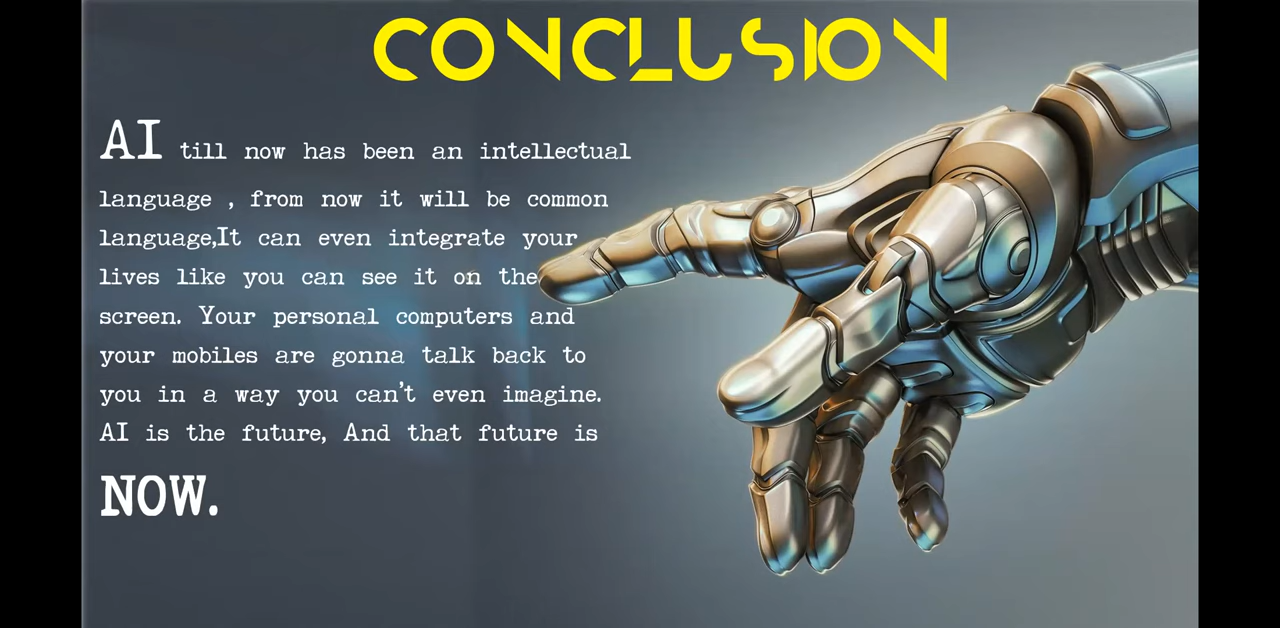 CONCLUSION
AI till now has been an intellectual
language , from now it will be common
language,It can even integrate your
lives like you can see it on the
screen. Your personal computers and
your mobiles are gonna talk back to
you in a way you can't even imagine.
AI is the future, And that future is
NOW.